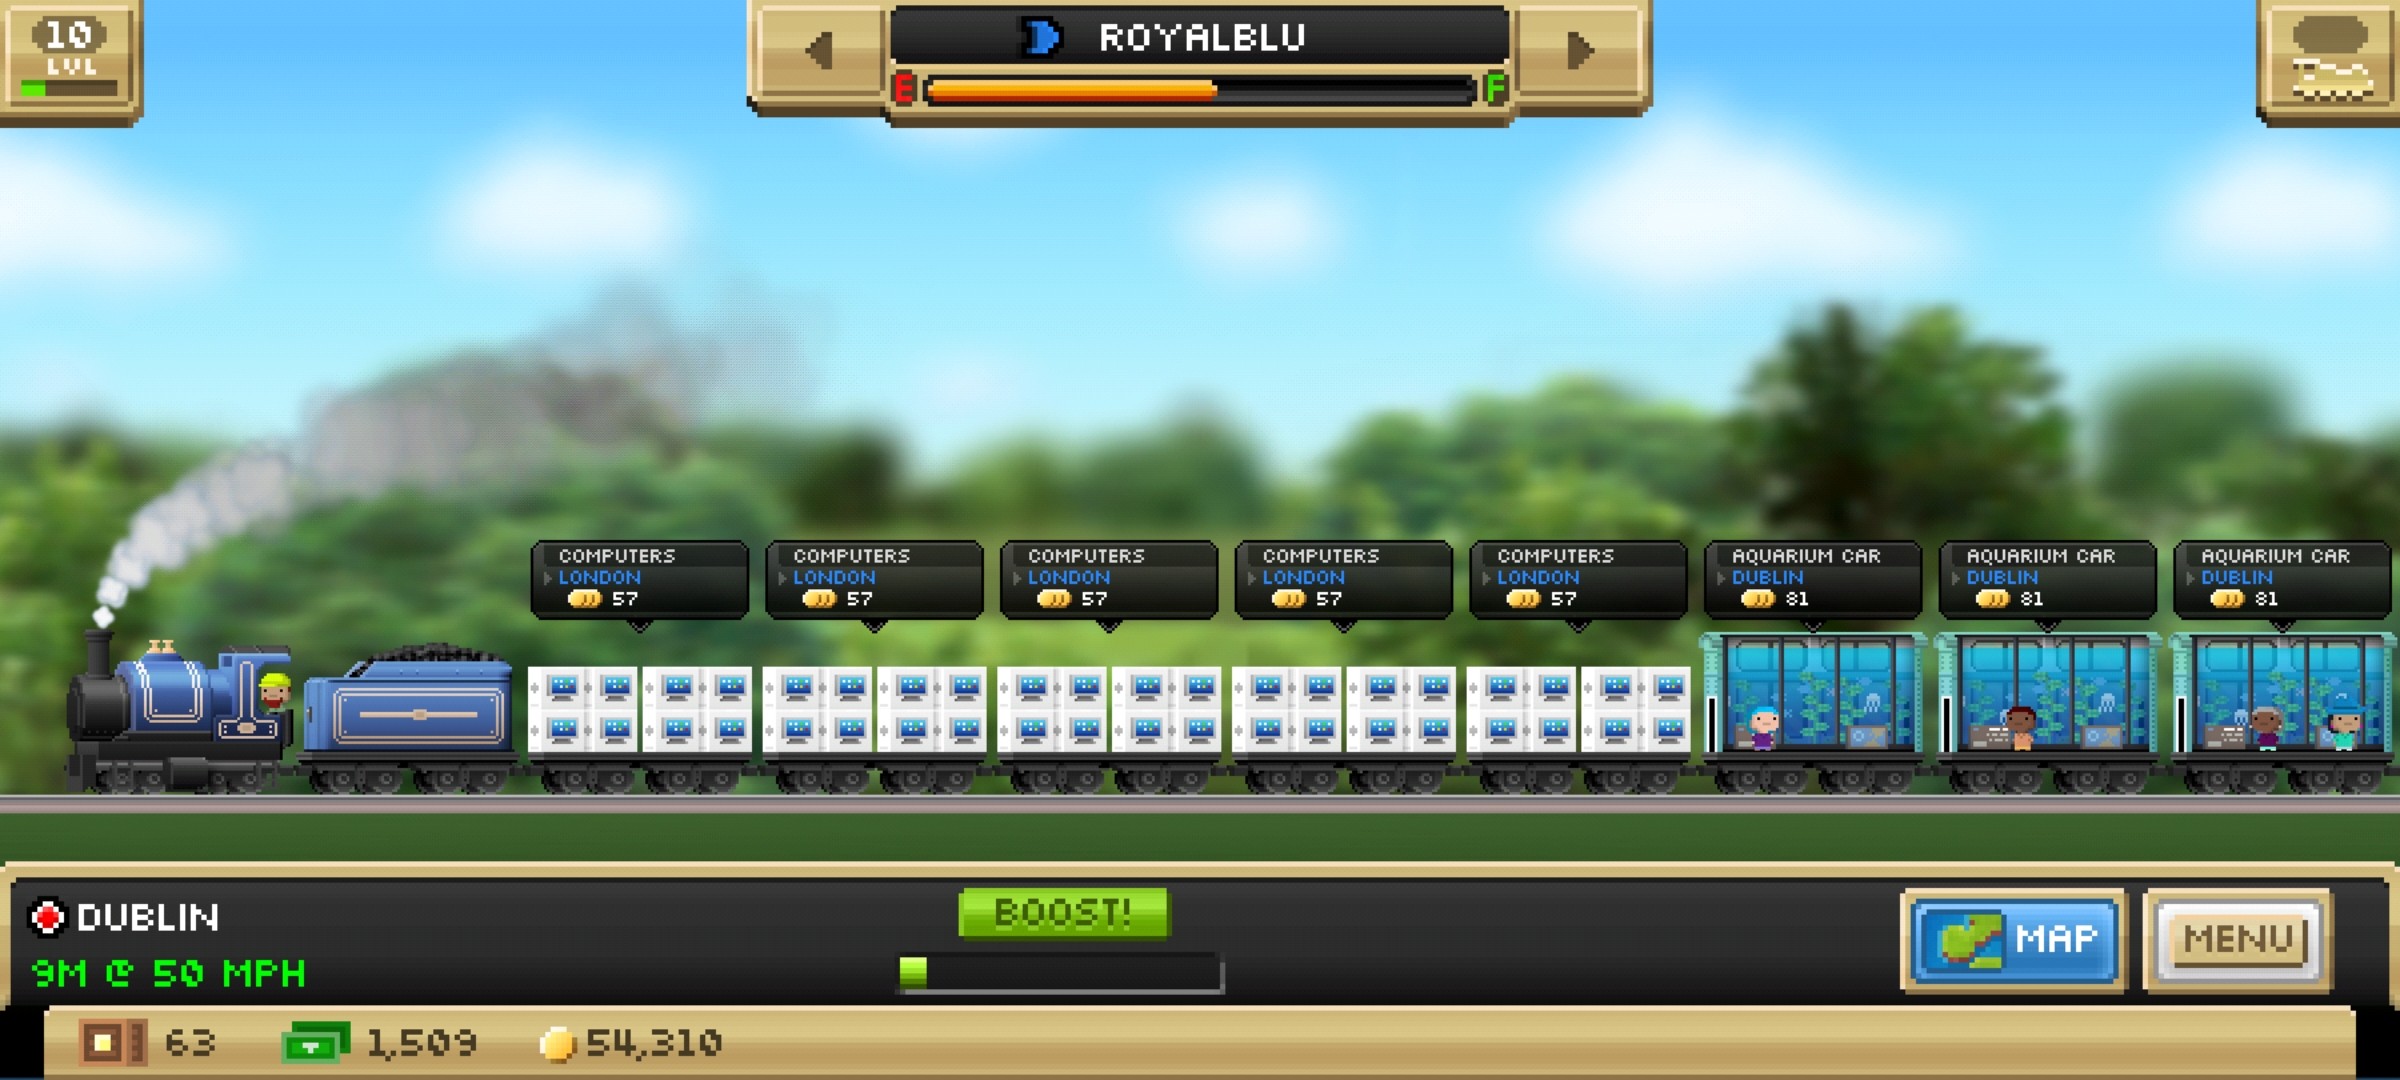 10
LVL
ROYALBLU
E F
COMPUTERS
LONDON
57
COMPUTERS
LONDON
57
COMPUTERS
LONDON
57
COMPUTERS
LONDON
57
COMPUTERS
LONDON
57
AQUARIUM CAR
DUBLIN
81
AQUARIUM CAR
DUBLIN
81
AQUARIUM CAR
DUBLIN
81
DUBLIN
9M @ 50 MPH
BOOST!
MAP
MENU
63 1,509 54,310